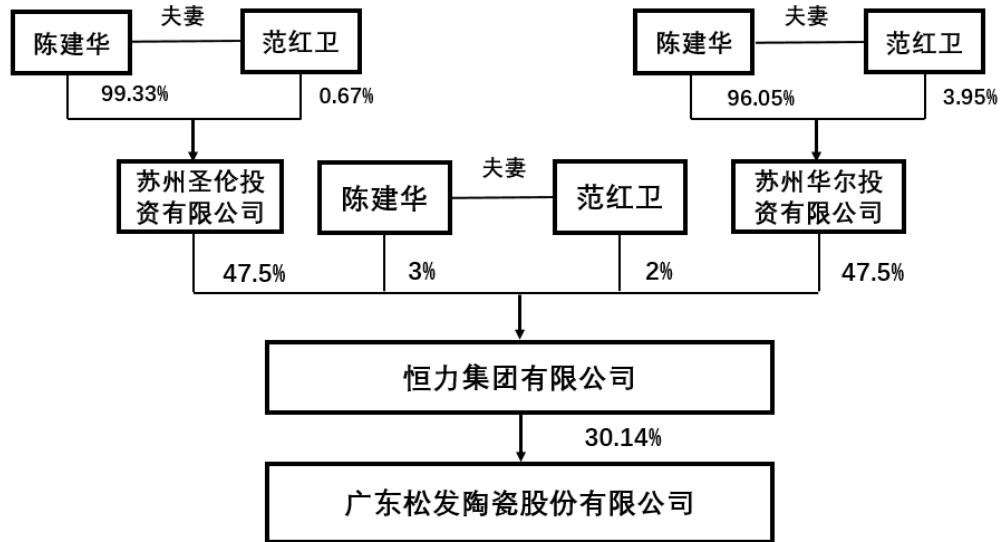 夫妻
夫妻
陈建华
范红卫
陈建华
范红卫
99.33%
0.67%
96.05%
3.95%
苏州圣伦投
资有限公司
陈建华
夫妻
范红卫
苏州华尔投
资有限公司
47.5%
3%
2%
47.5%
恒力集团有限公司
30.14%
广东松发陶瓷股份有限公司